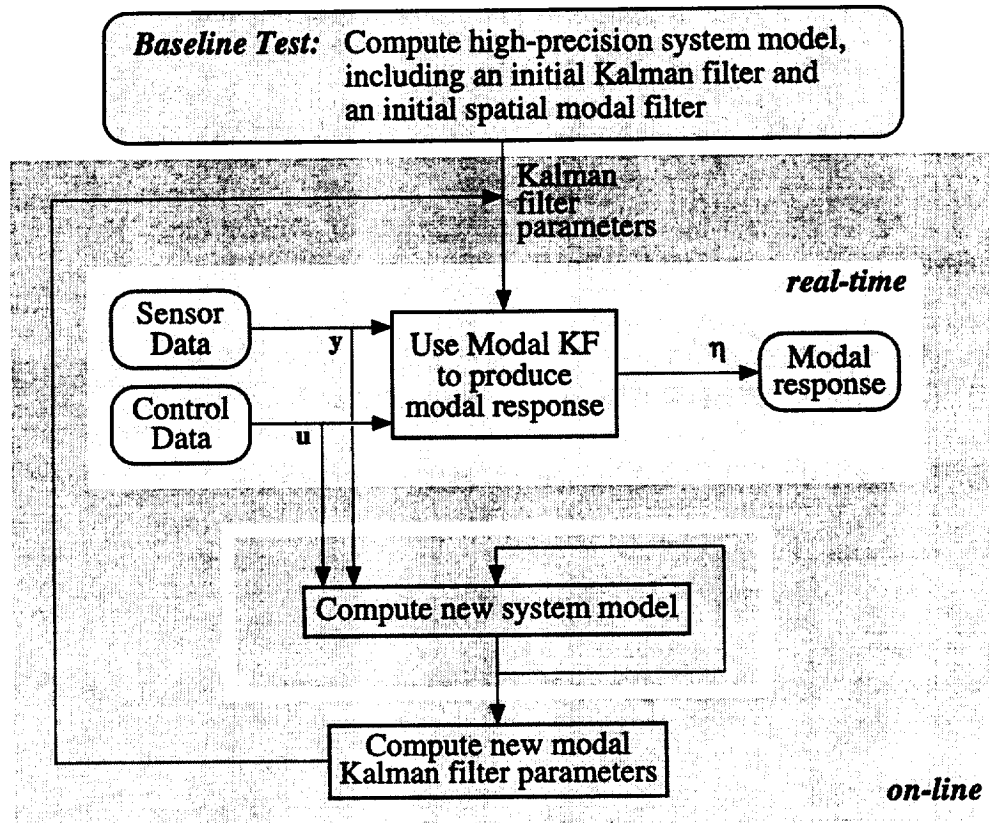 Baseline Test: Compute high-precision system model,
including an initial Kalman filter and
an initial spatial modal filter
Kalman
filter
parameters
real-time
Sensor
Data
y
Use Modal KF
to produce
modal response
η
Modal
response
Control
Data
u
Compute new system model
Compute new modal
Kalman filter parameters
on-line